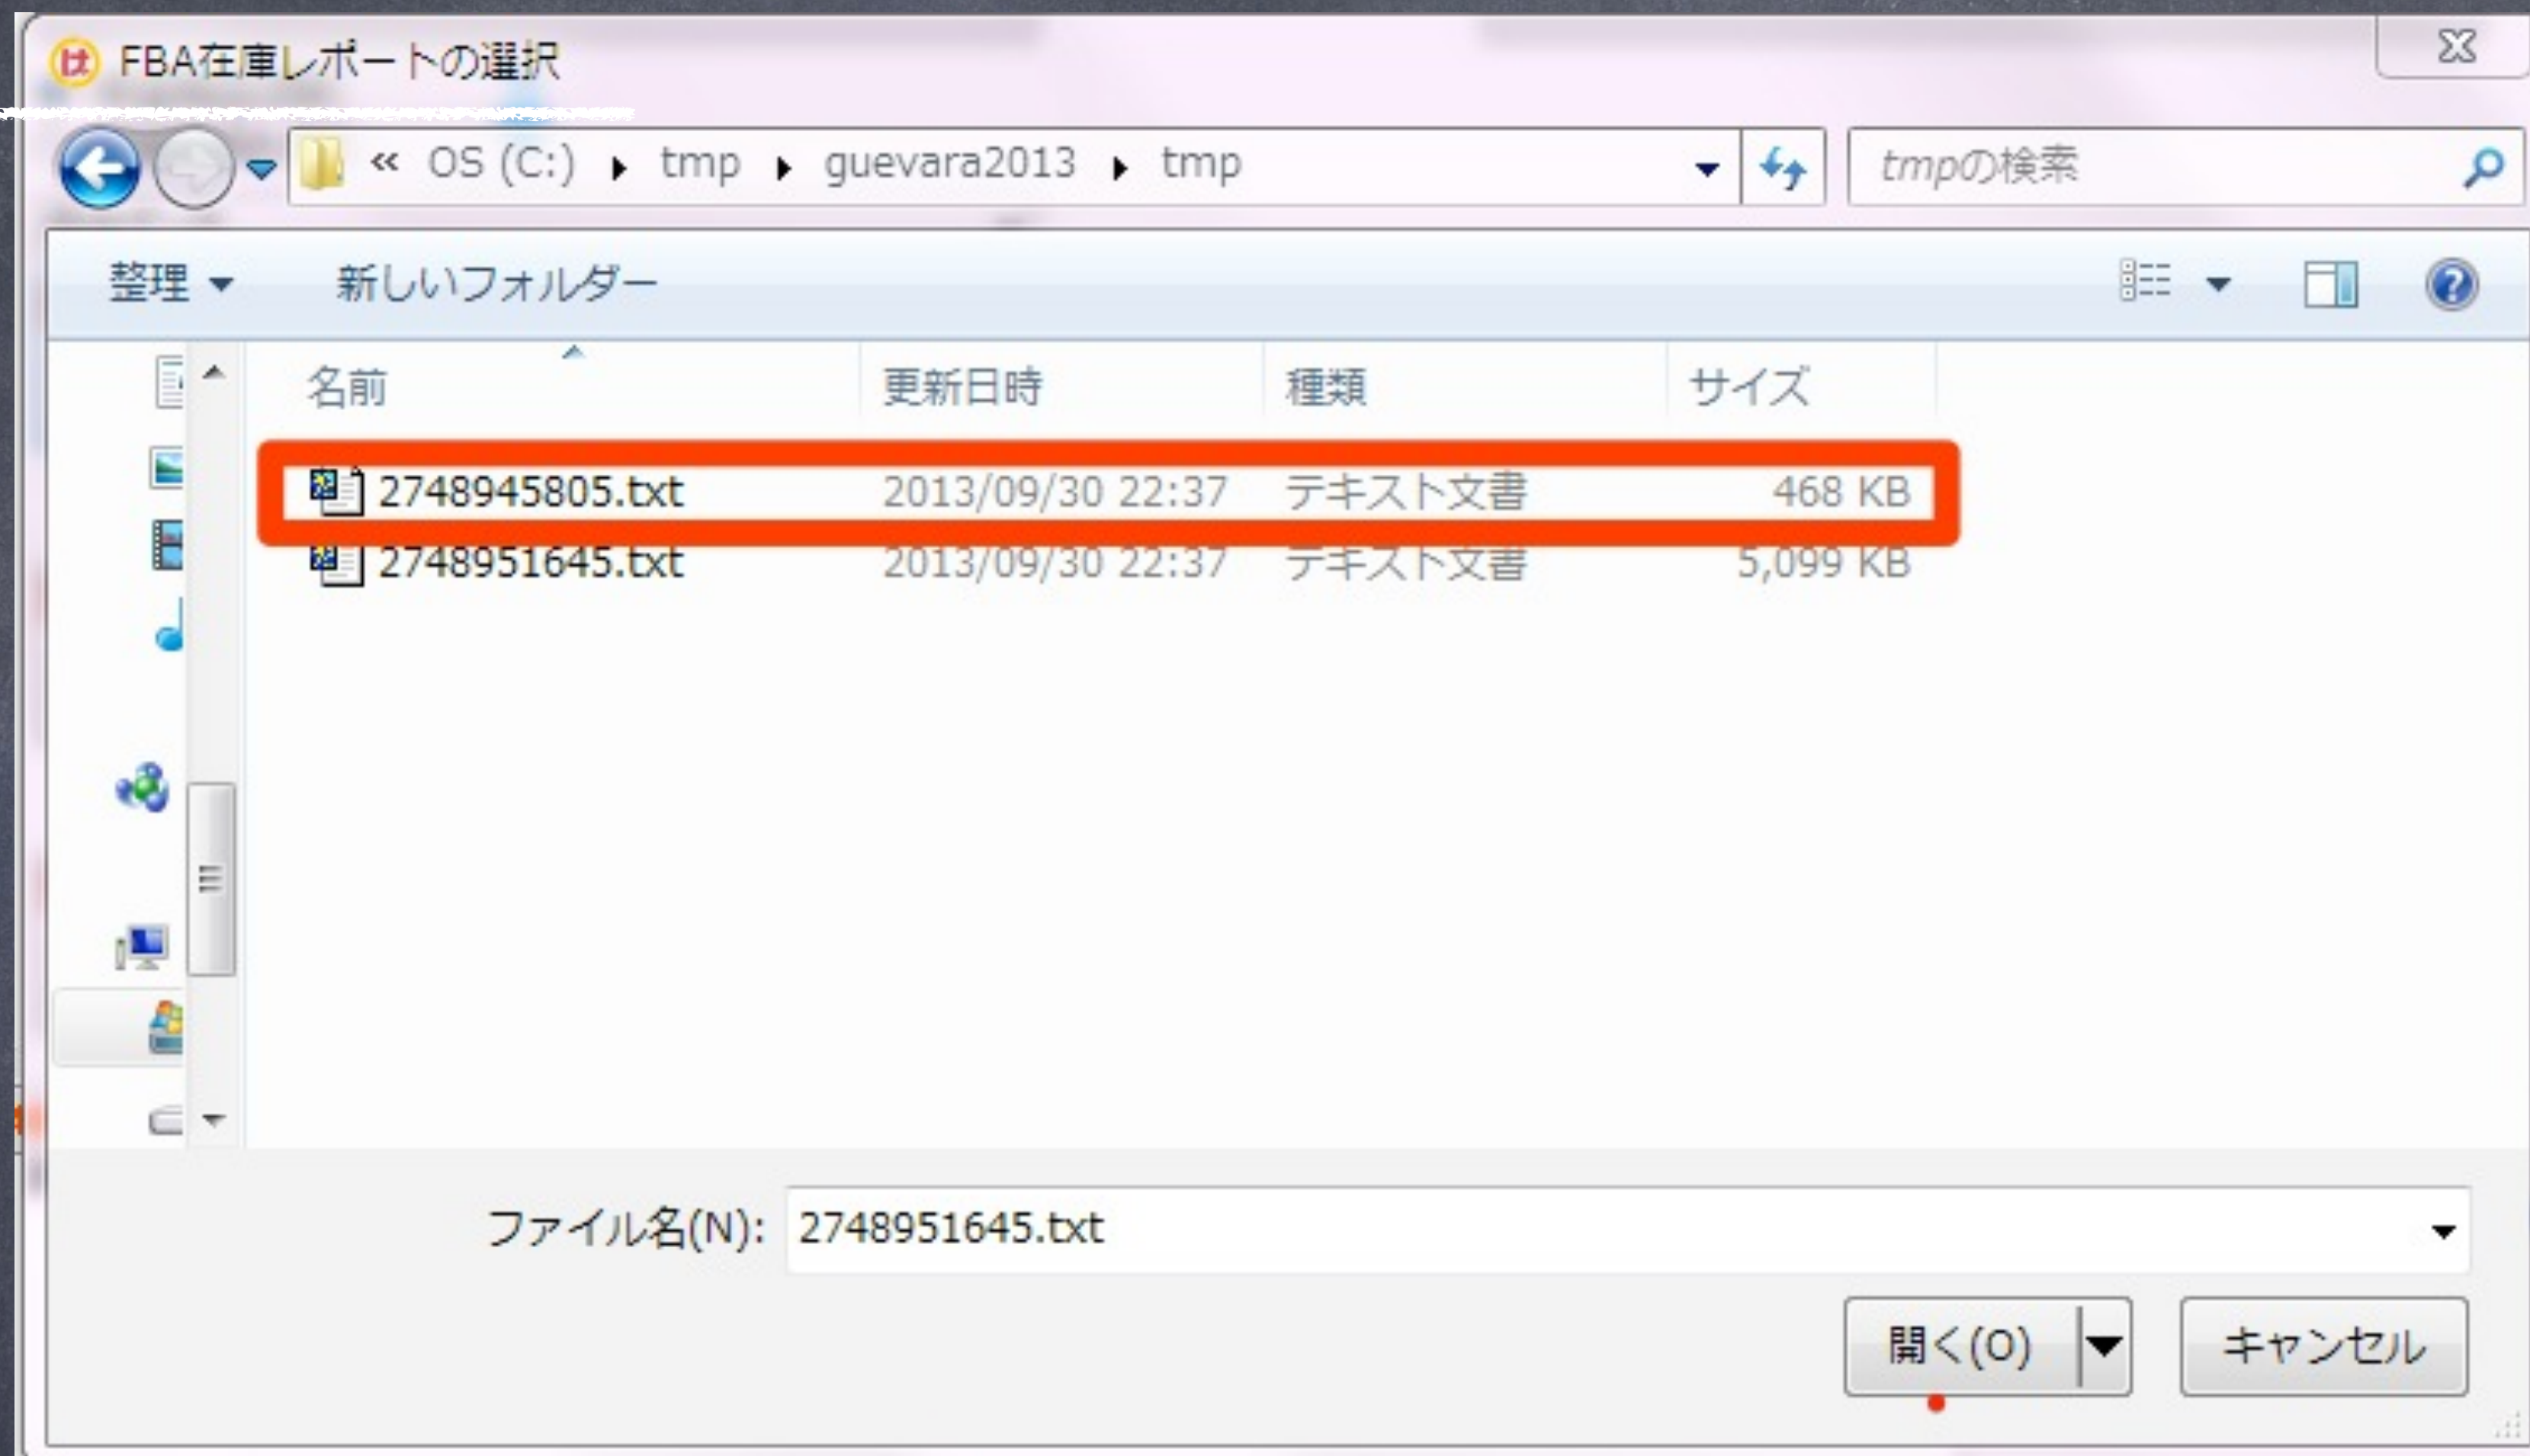 は FBA在庫レポートの選択
« OS (C:) ▸ tmp ▸ guevara2013 ▸ tmp
tmpの検索
整理 新しいフォルダー
名前 更新日時 種類 サイズ
2748945805.txt 2013/09/30 22:37 テキスト文書 468 KB
2748951645.txt 2013/09/30 22:37 テキスト文書 5,099 KB
ファイル名(N): 2748951645.txt
開く(O) キャンセル